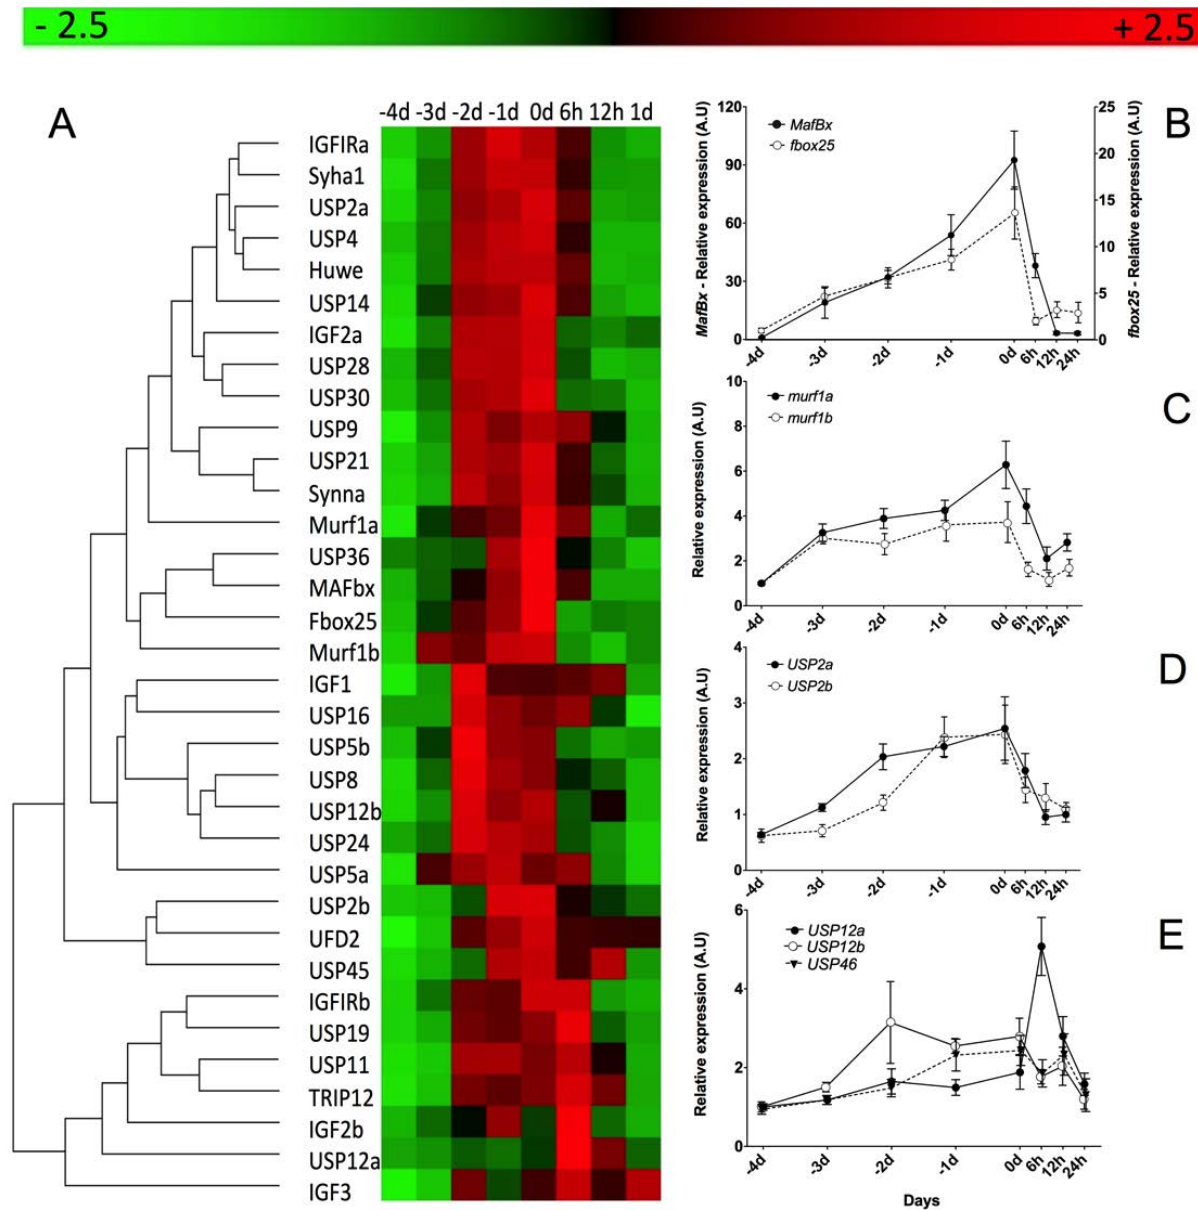 - 2.5 + 2.5
A
-4d -3d -2d -1d 0d 6h 12h 1d
IGFIRa
Syha1
USP2a
USP4
Huwe
USP14
IGF2a
USP28
USP30
USP9
USP21
Synna
Murf1a
USP36
MAFbx
Fbox25
Murf1b
IGF1
USP16
USP5b
USP8
USP12b
USP24
USP5a
USP2b
UFD2
USP45
IGFIRb
USP19
USP11
TRIP12
IGF2b
USP12a
IGF3
B
MafBx - Relative expression (A.U)
120
90
60
30
0
MafBx
fbox25
25
20
15
10
5
0
fbox25 - Relative expression (A.U)
-4d -3d -2d -1d 0d 6h 12h 24h
C
Relative expression (A.U)
10
8
6
4
2
0
murf1a
murf1b
-4d -3d -2d -1d 0d 6h 12h 24h
D
Relative expression (A.U)
4
3
2
1
0
USP2a
USP2b
-4d -3d -2d -1d 0d 6h 12h 24h
E
Relative expression (A.U)
6
4
2
0
USP12a
USP12b
USP46
-4d -3d -2d -1d 0d 6h 12h 24h
Days